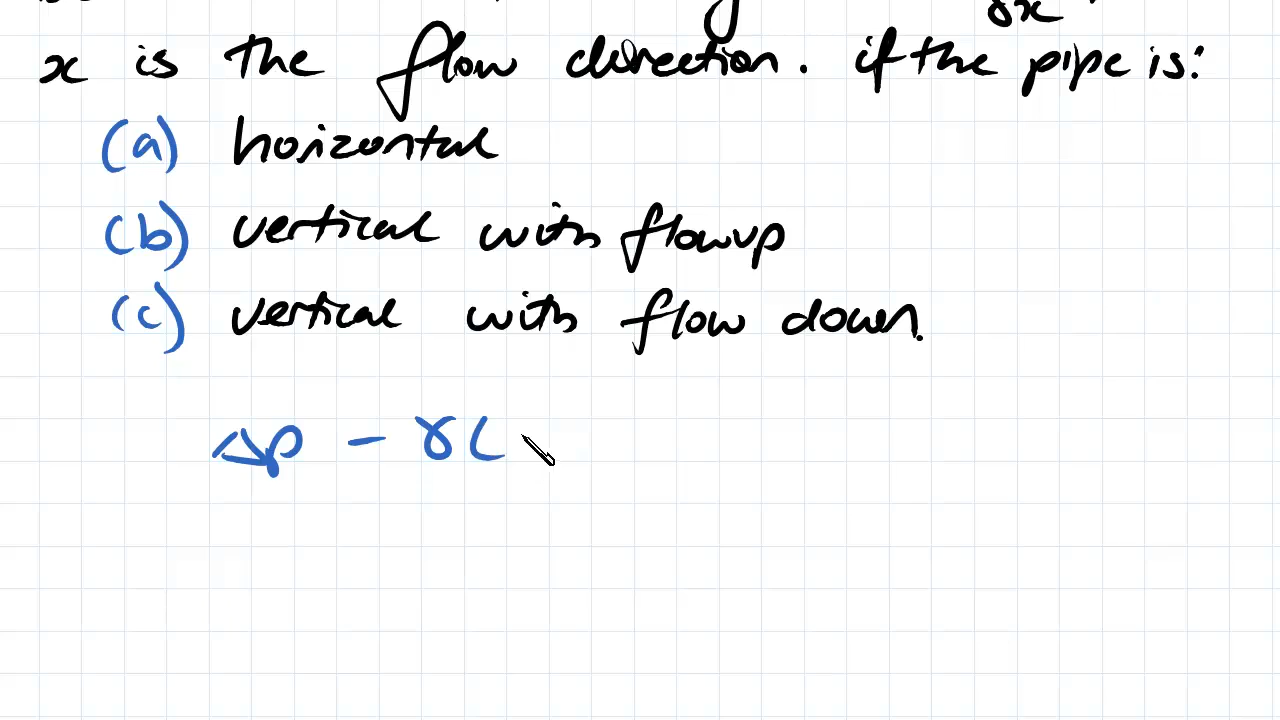 ∂x
x is the flow direction. if the pipe is:
(a) horizontal
(b) vertical with flow up
(c) vertical with flow down.
Δp - γL